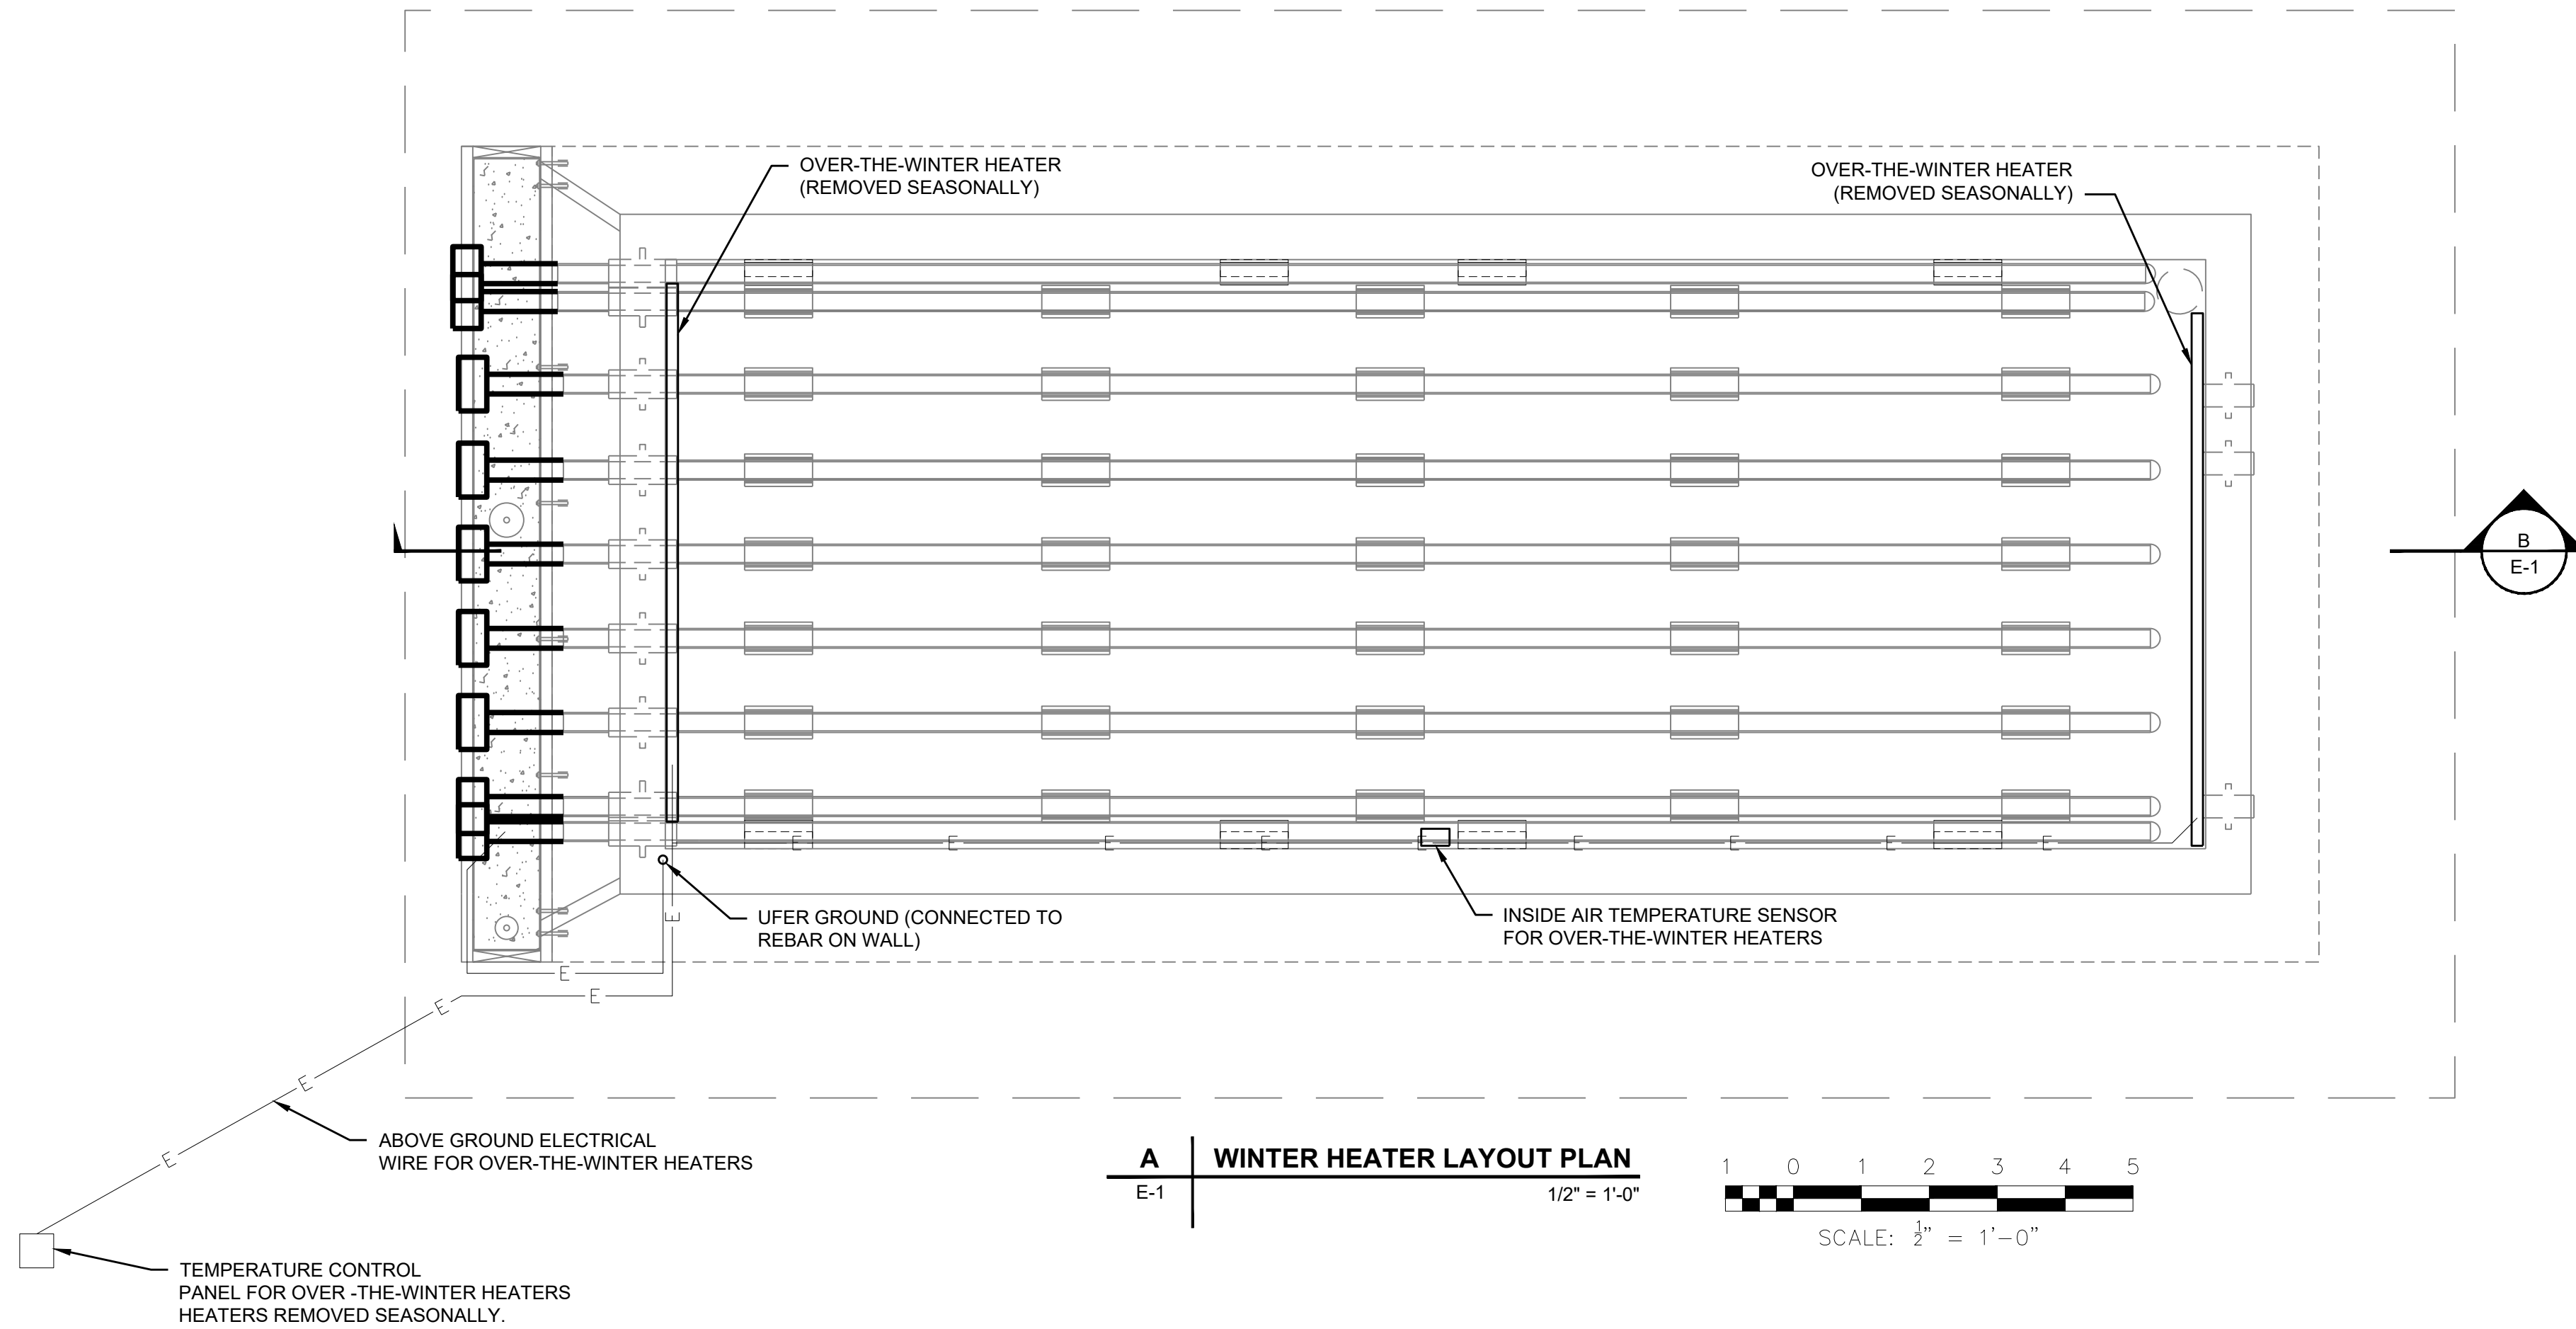 OVER-THE-WINTER HEATER
(REMOVED SEASONALLY)
OVER-THE-WINTER HEATER
(REMOVED SEASONALLY)
B
E-1
E
E
E
E
E
E
E
E
E
E
UFER GROUND (CONNECTED TO
REBAR ON WALL)
INSIDE AIR TEMPERATURE SENSOR
FOR OVER-THE-WINTER HEATERS
E
E
E
E
E
ABOVE GROUND ELECTRICAL
WIRE FOR OVER-THE-WINTER HEATERS
TEMPERATURE CONTROL
PANEL FOR OVER -THE-WINTER HEATERS
HEATERS REMOVED SEASONALLY.
A
WINTER HEATER LAYOUT PLAN
E-1
1/2" = 1'-0"
1 0 1 2 3 4 5
SCALE: ½" = 1'-0"